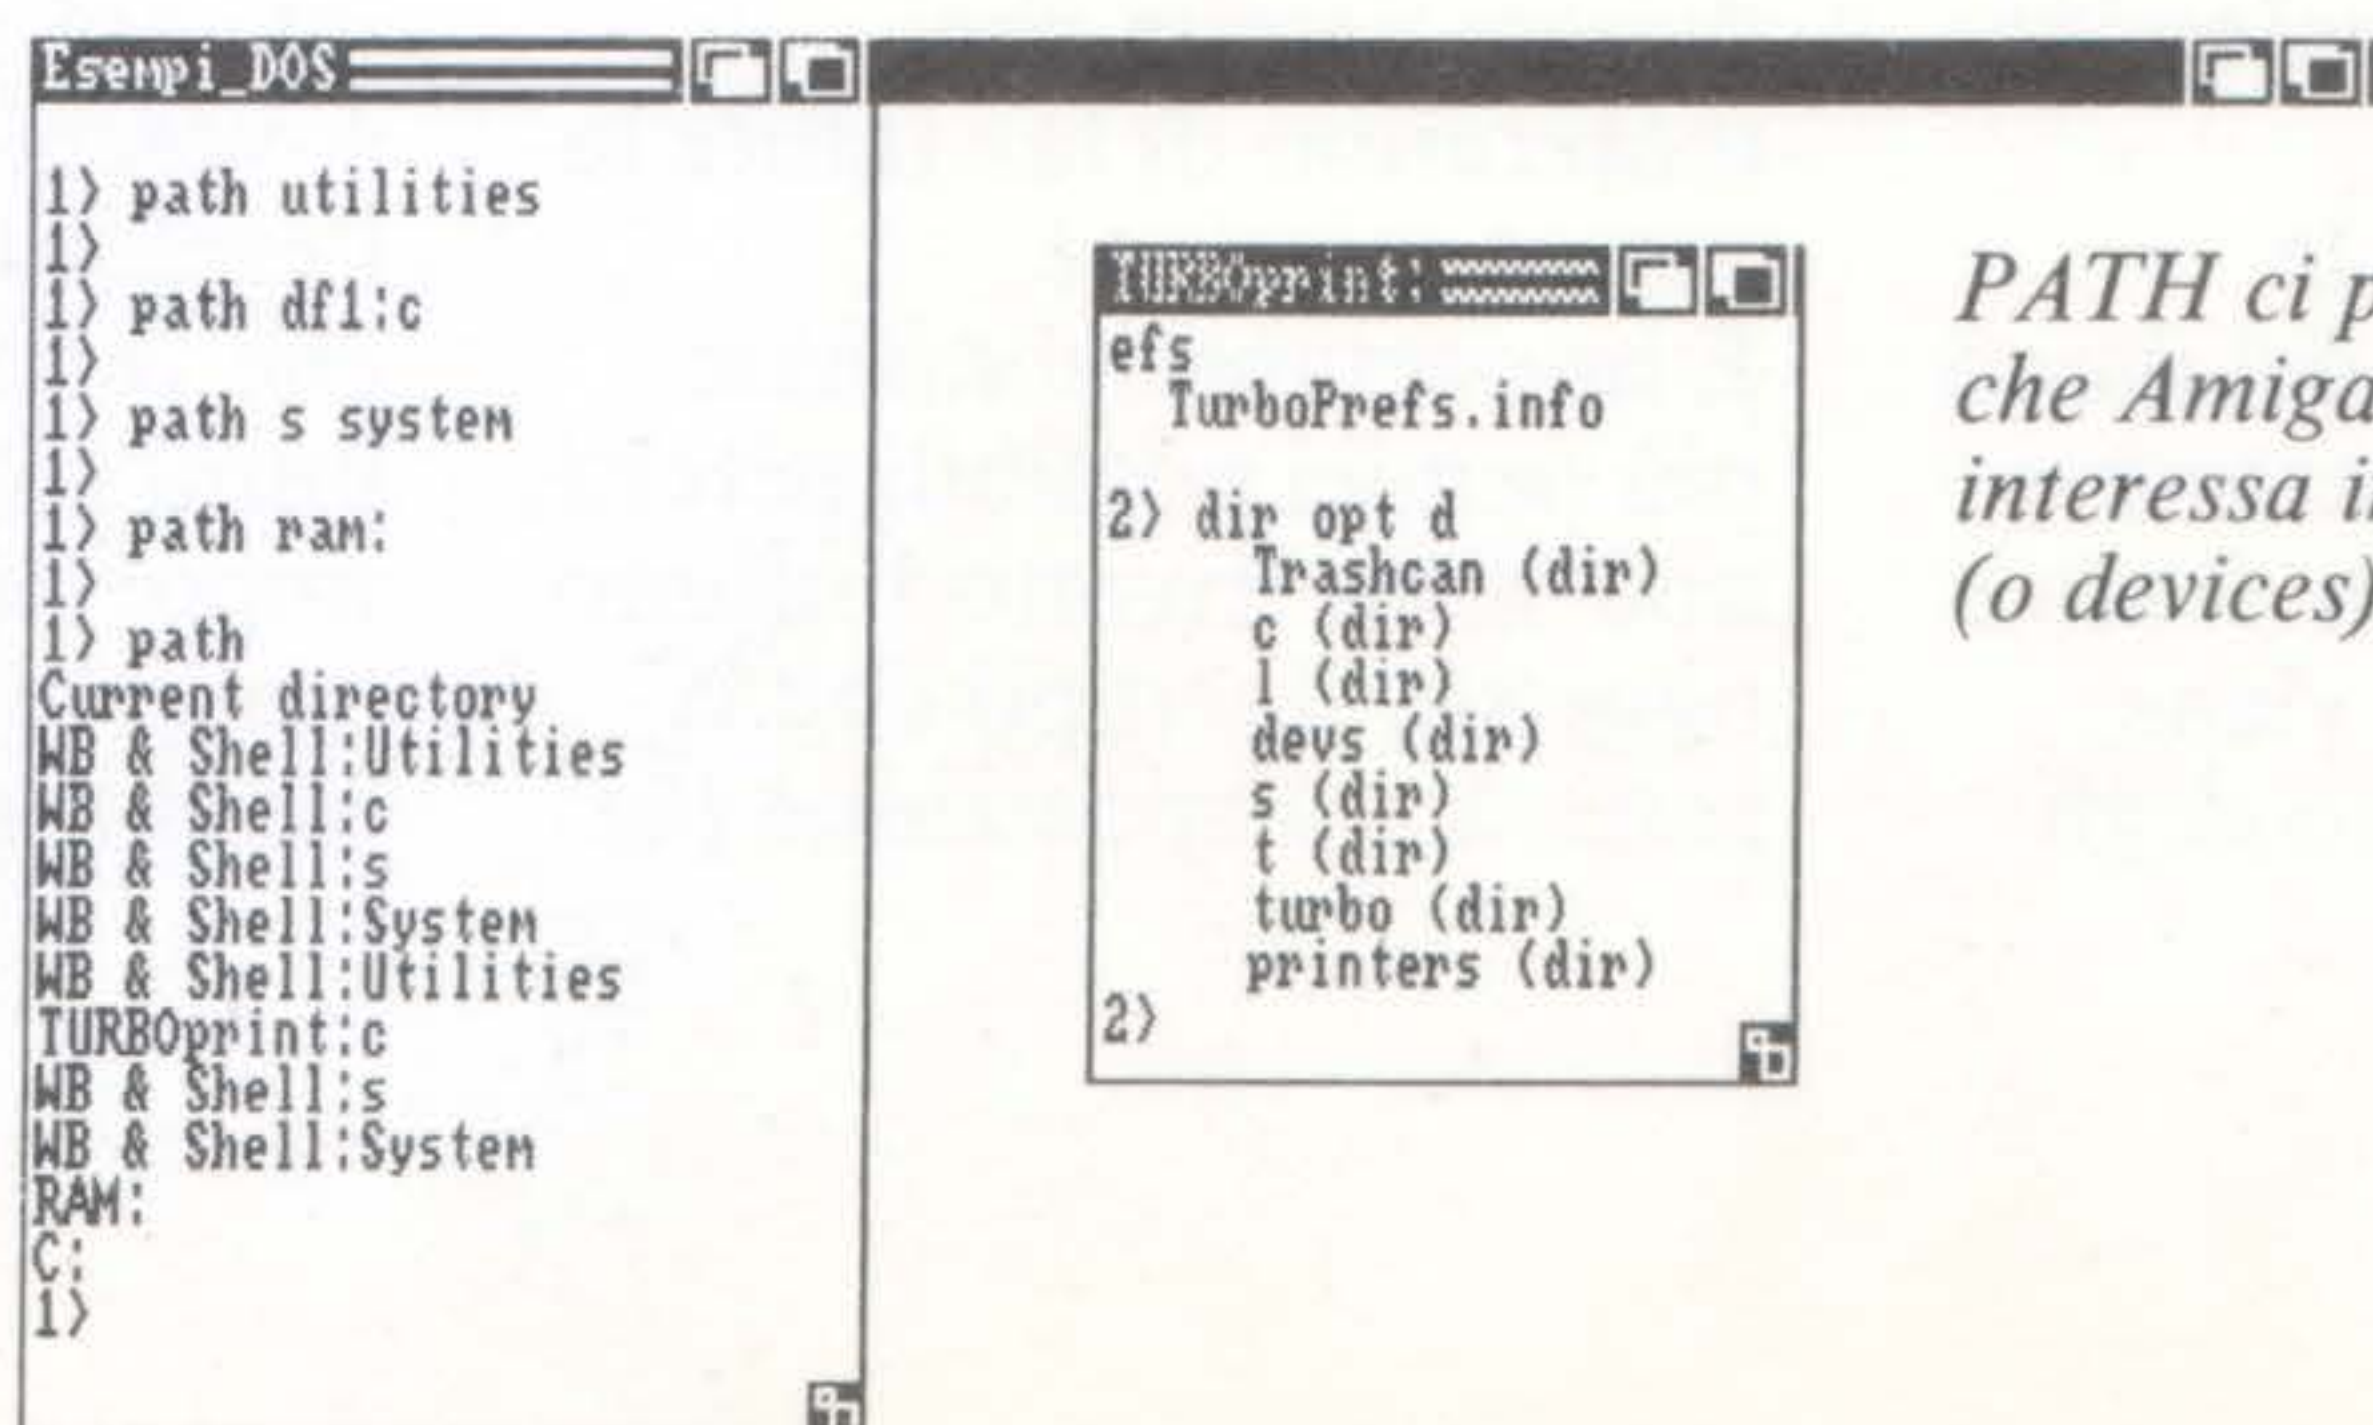 Esempi_DOS
1> path utilities
1>
1> path df1:c
1>
1> path s system
1>
1> path ram:
1>
1> path
Current directory
WB & Shell:Utilities
WB & Shell:c
WB & Shell:s
WB & Shell:System
WB & Shell:Utilities
TURBOprint:c
WB & Shell:s
WB & Shell:System
RAM:
C:
1>
TURBOprint:
efs
TurboPrefs.info
2> dir opt d
Trashcan (dir)
c (dir)
l (dir)
devs (dir)
s (dir)
t (dir)
turbo (dir)
printers (dir)
2>
PATH ci
che Amiga
interessa
(o devices)